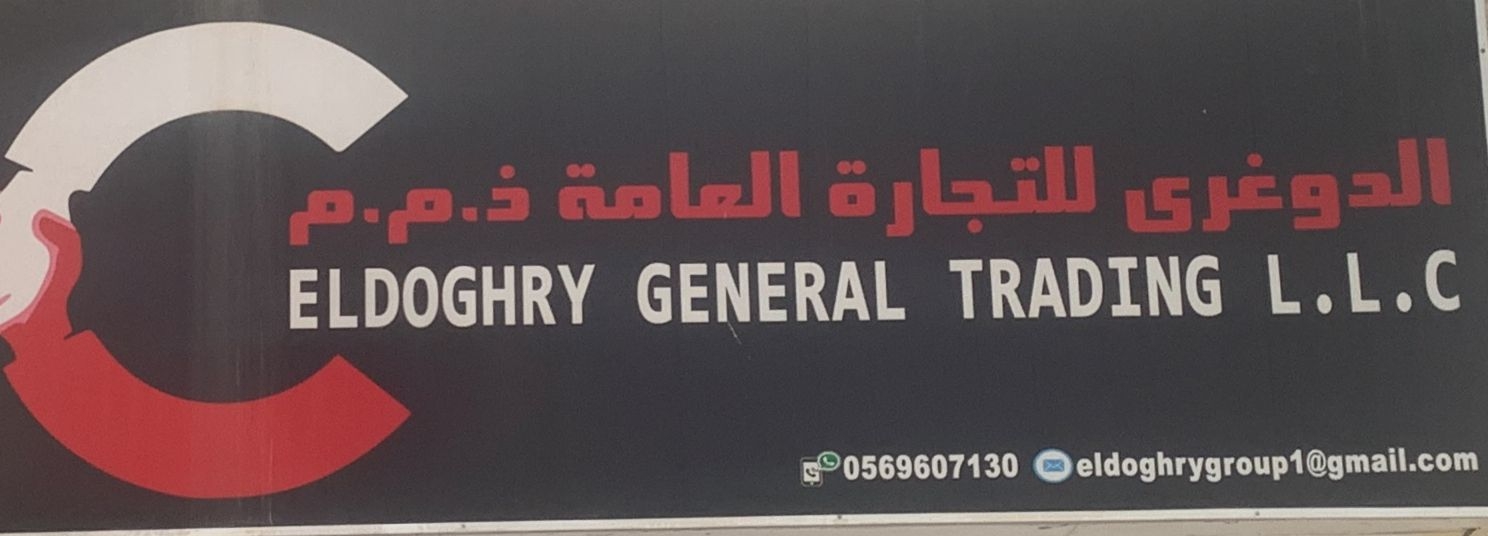 الدوغرى للتجارة العامة ذ.م.م
ELDOGHRY GENERAL TRADING L.L.C
0569607130 eldoghrygroup1@gmail.com